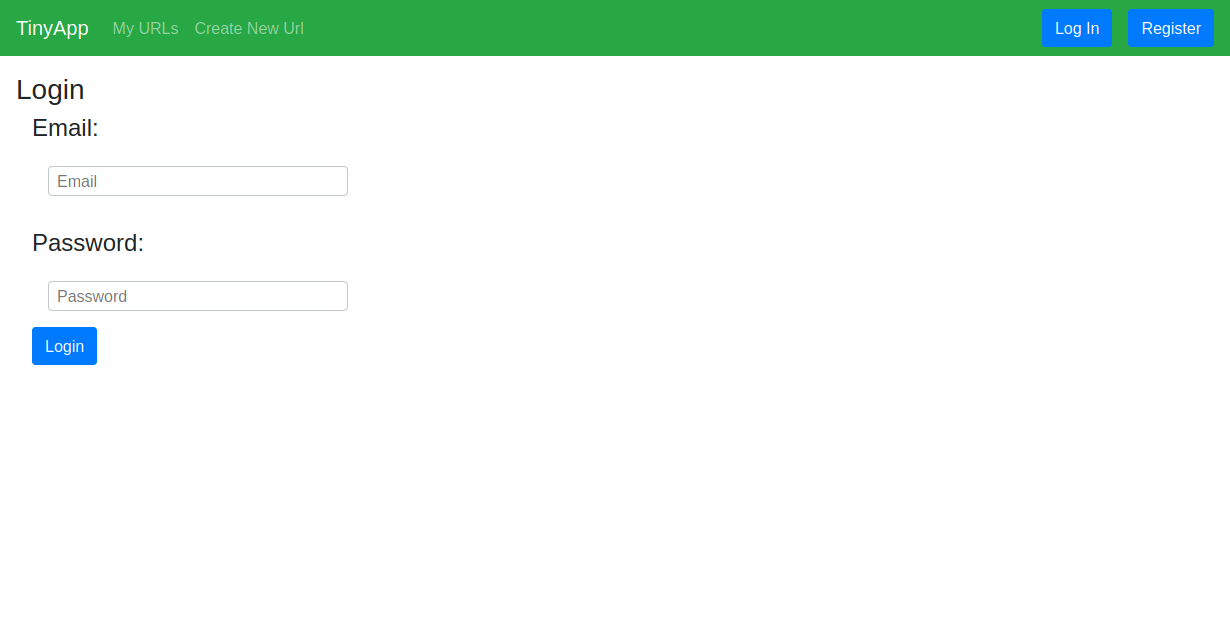 TinyApp My URLs Create New Url Log In Register
Login
Email:
Email
Password:
Password
Login